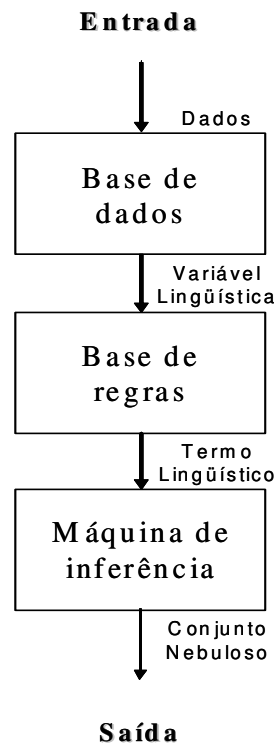 Entrada
Dados
Base de
dados
Variável
Lingüística
Base de
regras
Termo
Lingüístico
Máquina de
inferência
Conjunto
Nebuloso
Saída